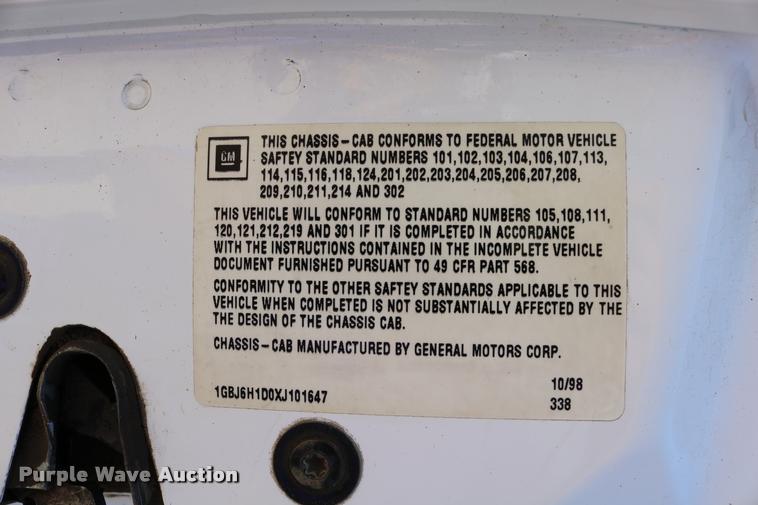 GM
THIS CHASSIS-CAB CONFORMS TO FEDERAL MOTOR VEHICLE
SAFTEY STANDARD NUMBERS 101,102,103,104,106,107,113,
114,115,116,118,124,201,202,203,204,205,206,207,208,
209,210,211,214 AND 302
THIS VEHICLE WILL CONFORM TO STANDARD NUMBERS 105,108,111,
120,121,212,219 AND 301 IF IT IS COMPLETED IN ACCORDANCE
WITH THE INSTRUCTIONS CONTAINED IN THE INCOMPLETE VEHICLE
DOCUMENT FURNISHED PURSUANT TO 49 CFR PART 568.
CONFORMITY TO THE OTHER SAFTEY STANDARDS APPLICABLE TO THIS
VEHICLE WHEN COMPLETED IS NOT SUBSTANTIALLY AFFECTED BY THE
THE DESIGN OF THE CHASSIS CAB.
CHASSIS-CAB MANUFACTURED BY GENERAL MOTORS CORP.
1GBJ6H1D0XJ101647 10/98
338
Purple Wave Auction